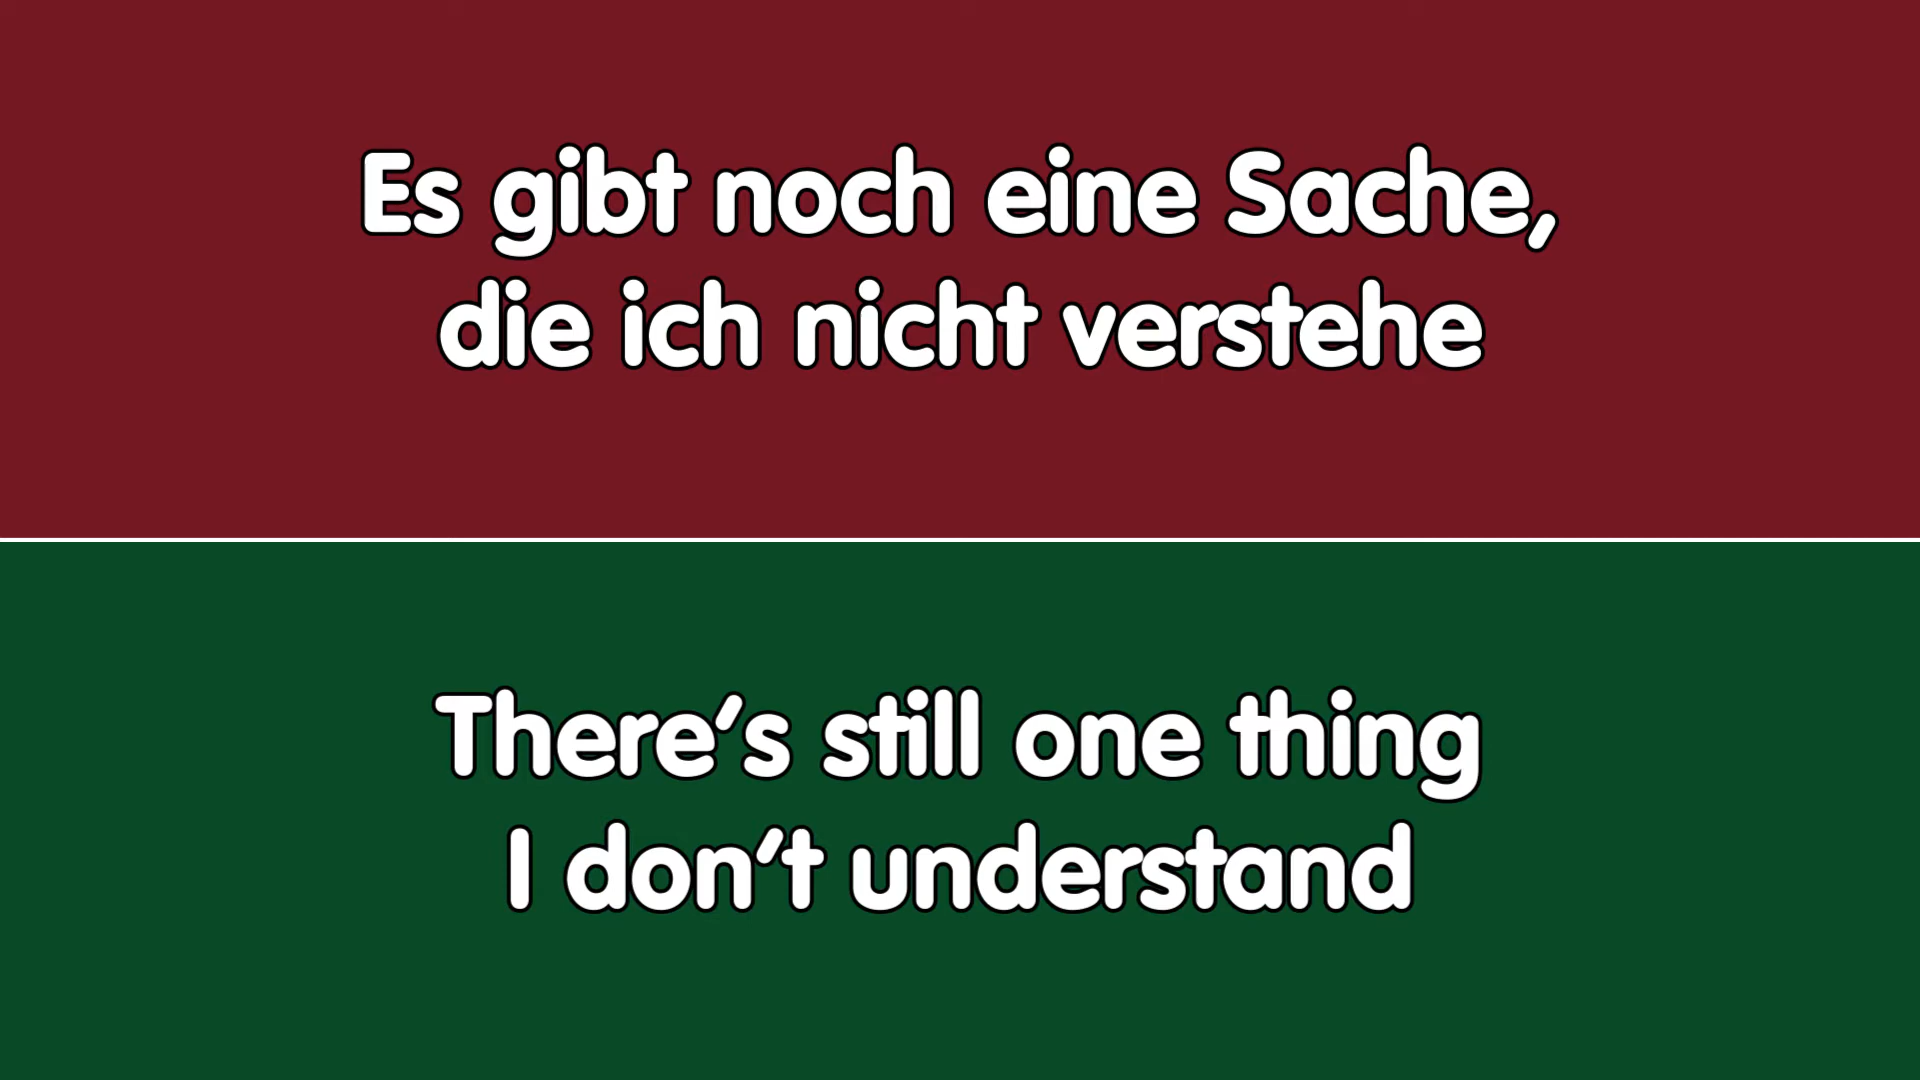 Es gibt noch eine Sache,
die ich nicht verstehe
There's still one thing
I don't understand